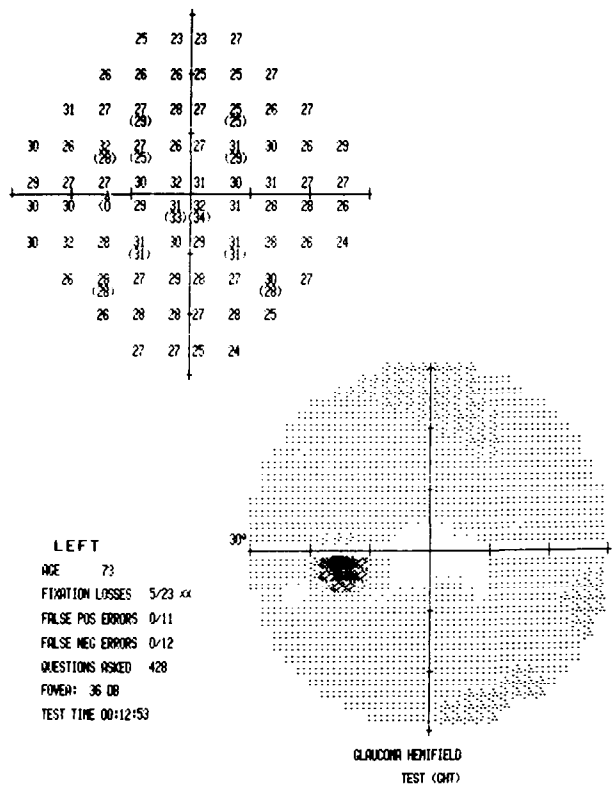 25 23 23 27
26 26 26 25 25 27
31 27 27 28 27 25 26 27
(29) (25)
30 26 32 27 26 27 31 30 26 29
(28) (25) (29)
29 27 27 30 32 31 30 31 27 27
30 30 <0 29 31 32 31 28 28 26
(33) (34)
30 32 28 31 30 29 31 28 26 24
(31) (31)
26 26 27 29 28 27 30 27
(28) (28)
26 28 28 27 28 25
27 27 25 24
30°
LEFT
AGE 73
FIXATION LOSSES 5/23 xx
FALSE POS ERRORS 0/11
FALSE NEG ERRORS 0/12
QUESTIONS ASKED 428
FOVEA: 36 DB
TEST TIME 00:12:53
GLAUCOMA HEMIFIELD
TEST (GHT)